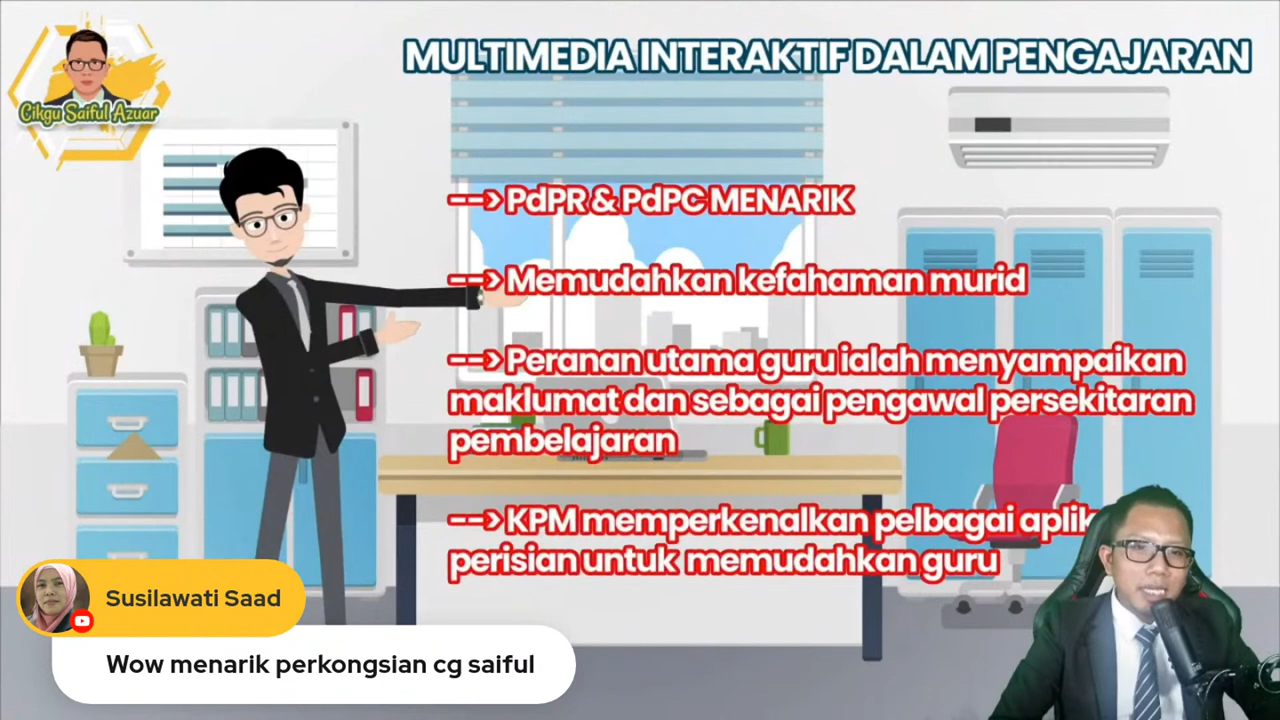 Cikgu Saiful Azuar
MULTIMEDIA INTERAKTIF DALAM PENGAJARAN
--> PdPR & PdPC MENARIK
--> Memudahkan kefahaman murid
--> Peranan utama guru ialah menyampaikan
maklumat dan sebagai pengawal persekitaran
pembelajaran
--> KPM memperkenalkan pelbagai
perisian untuk memudahkan guru
Susilawati Saad
Wow menarik perkongsian cg saiful